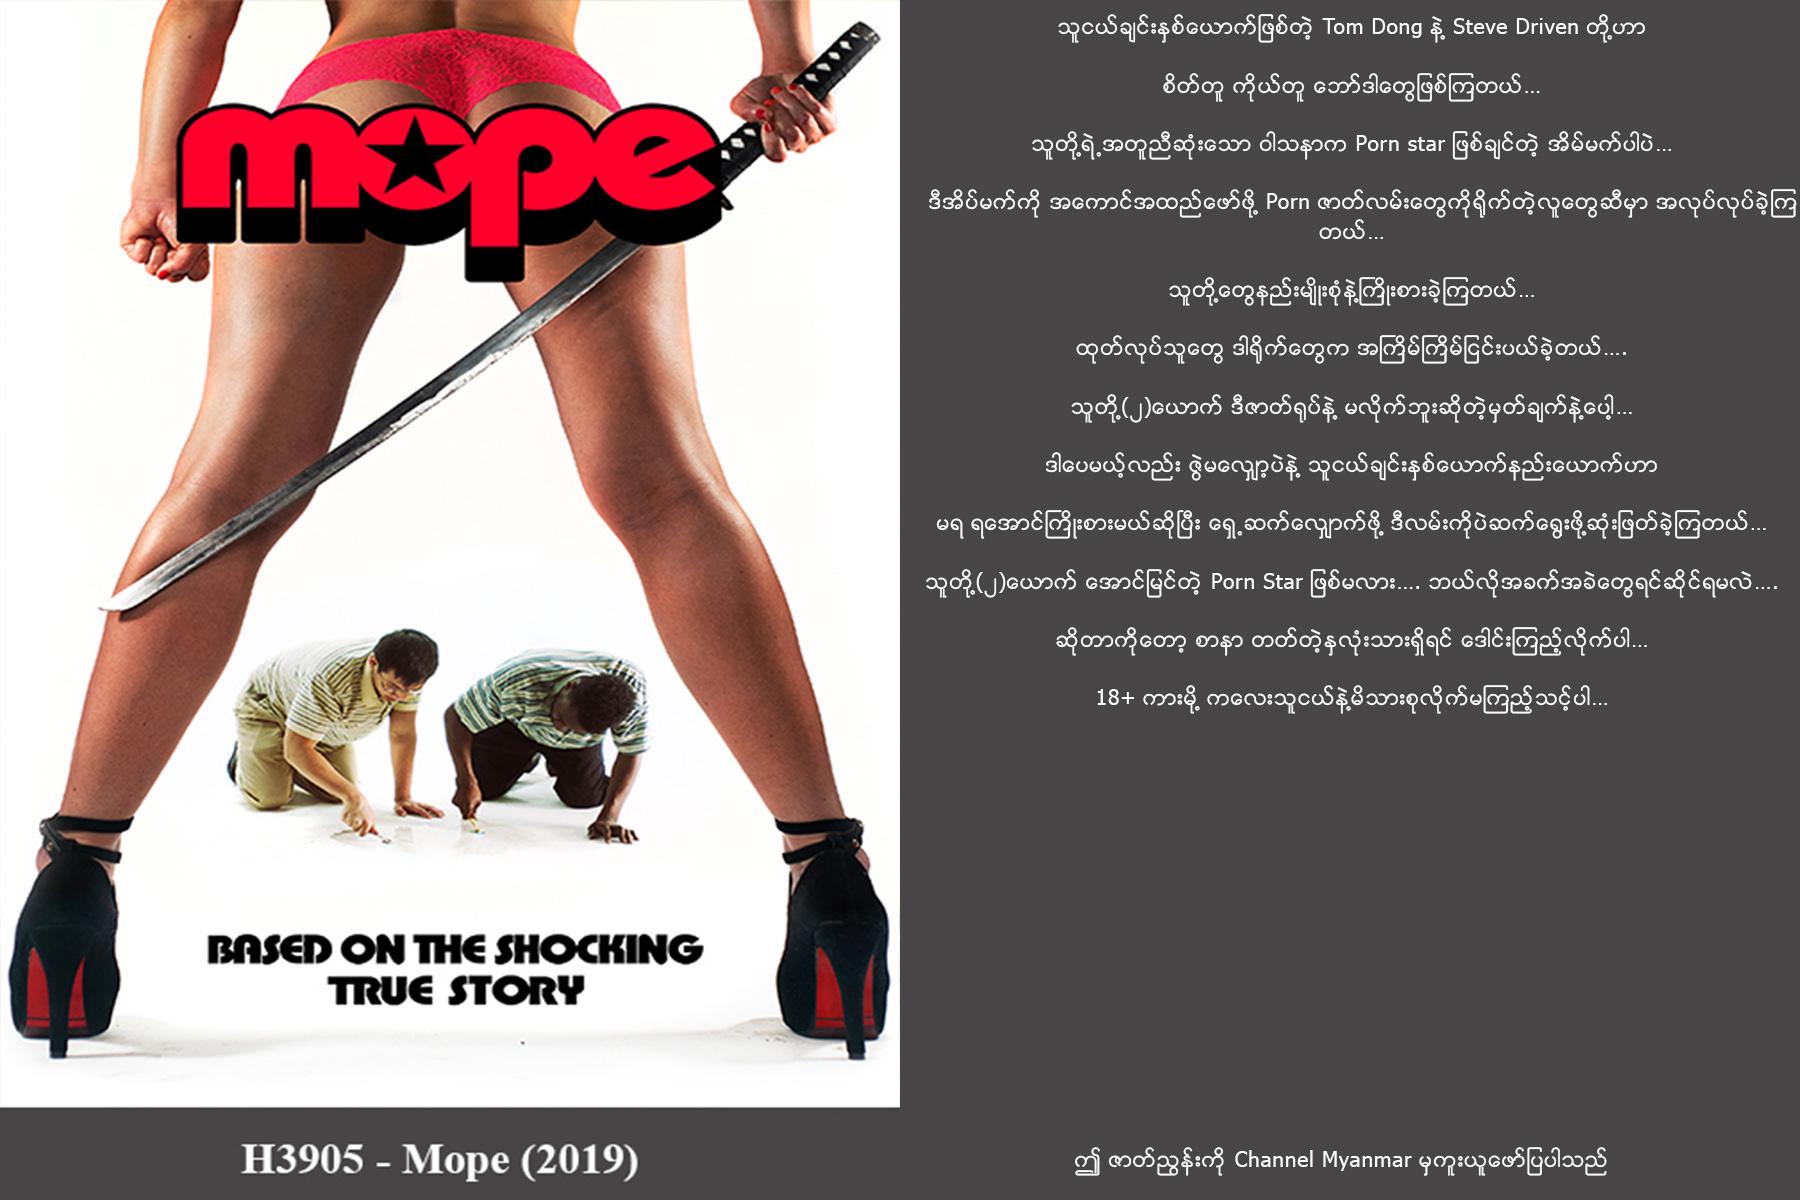 mope
BASED ON THE SHOCKING
TRUE STORY
H3905 - Mope (2019)
သူငယ်ချင်းနှစ်ယောက်ဖြစ်တဲ့ Tom Dong နဲ့ Steve Driven တို့ဟာ
စိတ်တူ ကိုယ်တူ ဘော်ဒါတွေဖြစ်ကြတယ်...
သူတို့ရဲ့အတူညီဆုံးသော ဝါသနာက Porn star ဖြစ်ချင်တဲ့ အိမ်မက်ပါပဲ...
ဒီအိပ်မက်ကို အကောင်အထည်ဖော်ဖို့ Porn ဇာတ်လမ်းတွေကိုရိုက်တဲ့လူတွေဆီမှာ အလုပ်လုပ်ခဲ့ကြ
တယ်...
သူတို့တွေနည်းမျိုးစုံနဲ့ကြိုးစားခဲ့ကြတယ်...
ထုတ်လုပ်သူတွေ ဒါရိုက်တွေက အကြိမ်ကြိမ်ငြင်းပယ်ခဲ့တယ်....
သူတို့(၂)ယောက် ဒီဇာတ်ရုပ်နဲ့ မလိုက်ဘူးဆိုတဲ့မှတ်ချက်နဲ့ပေါ့...
ဒါပေမယ့်လည်း ဇွဲမလျှော့ပဲနဲ့ သူငယ်ချင်းနှစ်ယောက်နည်းယောက်ဟာ
မရ ရအောင်ကြိုးစားမယ်ဆိုပြီး ရှေ့ဆက်လျှောက်ဖို့ ဒီလမ်းကိုပဲဆက်ရွေးဖို့ဆုံးဖြတ်ခဲ့ကြတယ်...
သူတို့(၂)ယောက် အောင်မြင်တဲ့ Porn Star ဖြစ်မလား.... ဘယ်လိုအခက်အခဲတွေရင်ဆိုင်ရမလဲ....
ဆိုတာကိုတော့ စာနာ တတ်တဲ့နှလုံးသားရှိရင် ဒေါင်းကြည့်လိုက်ပါ...
18+ ကားမို့ ကလေးသူငယ်နဲ့မိသားစုလိုက်မကြည့်သင့်ပါ...
ဤ ဇာတ်ညွှန်းကို Channel Myanmar မှကူးယူဖော်ပြပါသည်